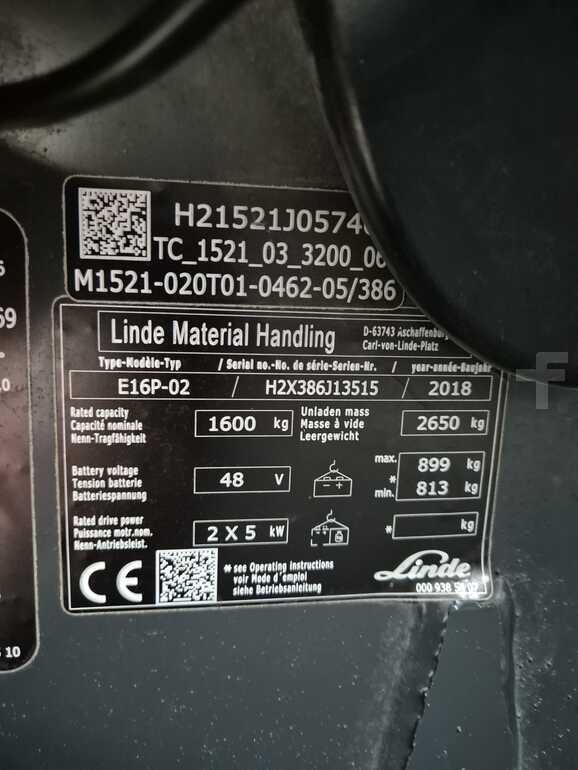 H21521J0574
TC_1521_03_3200_0
M1521-020T01-0462-05/386
Linde Material Handling
D-63743 Aschaffenburg
Carl-von-Linde-Platz
Type-Modèle-Typ / Serial no.-No. de série-Serien-Nr. / year-année-Baujahr
E16P-02 / H2X386J13515 / 2018
Rated capacity
Capacité nominale
Nenn-Tragfähigkeit
1600 kg
Unladen mass
Masse à vide
Leergewicht
2650 kg
Battery voltage
Tension batterie
Batteriespannung
48 V
- +
max. 899 kg
*
min. 813 kg
Rated drive power
Puissance motr.nom.
Nenn-Antriebsleist.
2 X 5 kW
* kg
CE
* see Operating instructions
voir Mode d'emploi
siehe Betriebsanleitung
Linde
000 938
69
10